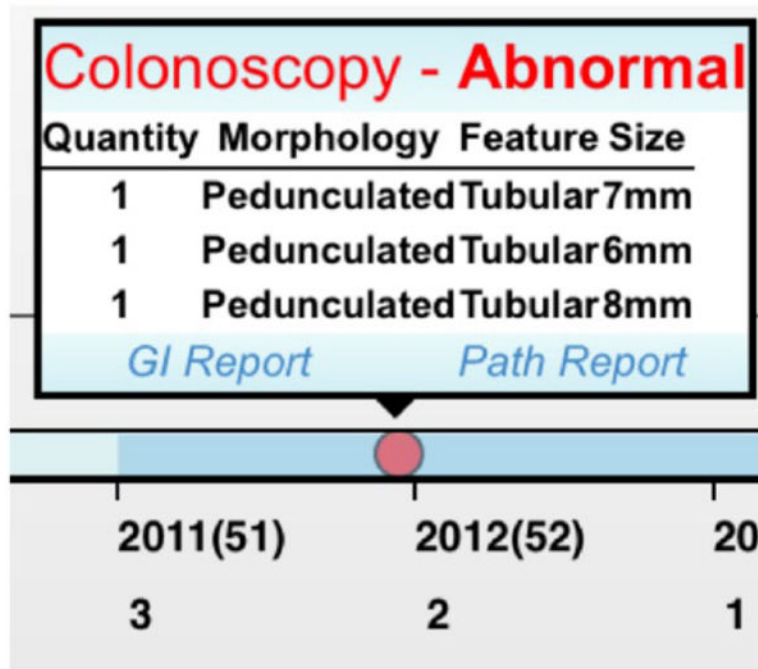 Colonoscopy - Abnormal
Quantity Morphology Feature Size
1 Pedunculated Tubular 7mm
1 Pedunculated Tubular 6mm
1 Pedunculated Tubular 8mm
GI Report Path Report
2011(51) 2012(52) 20
3 2 1